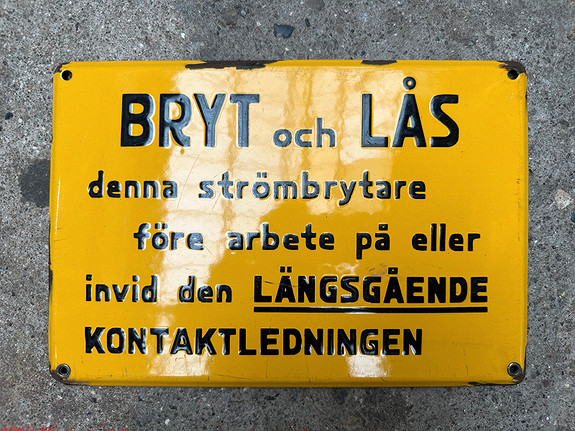 BRYT och LÅS
denna strömbrytare
före arbete på eller
invid den LÄNGSGÅENDE
KONTAKTLEDNINGEN